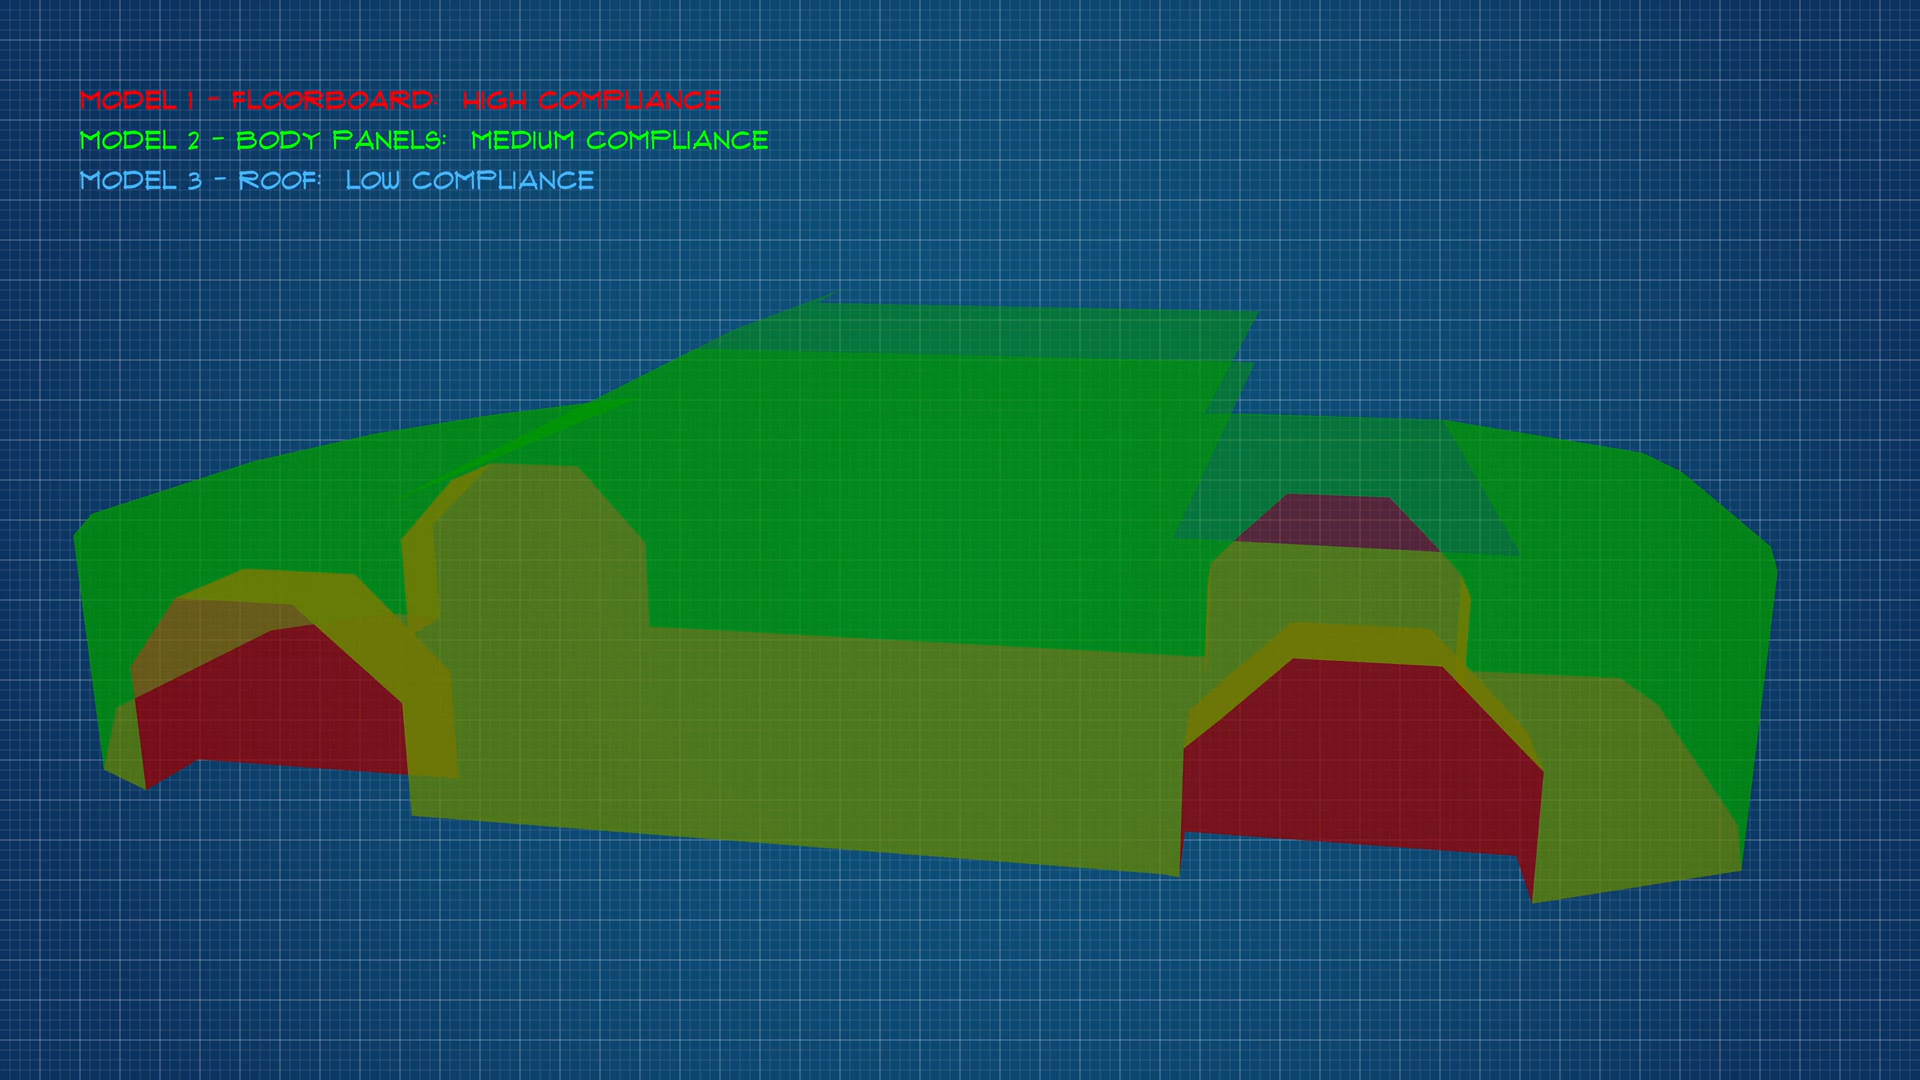 MODEL 1 - FLOORBOARD: HIGH COMPLIANCE
MODEL 2 - BODY PANELS: MEDIUM COMPLIANCE
MODEL 3 - ROOF: LOW COMPLIANCE